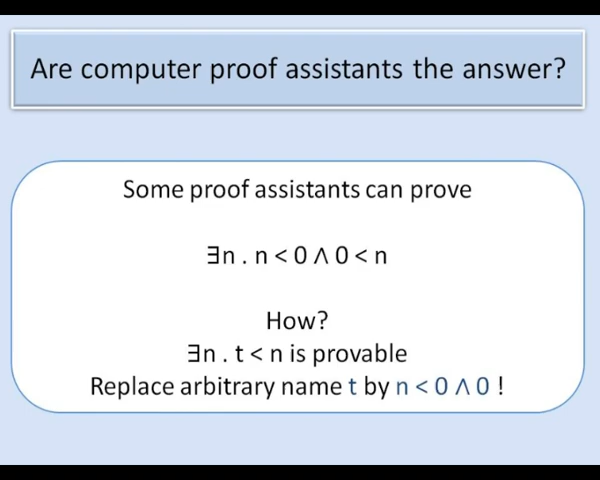 Are computer proof assistants the answer?
Some proof assistants can prove
∃n . n < 0 ∧ 0 < n
How?
∃n . t < n is provable
Replace arbitrary name t by n < 0 ∧ 0 !